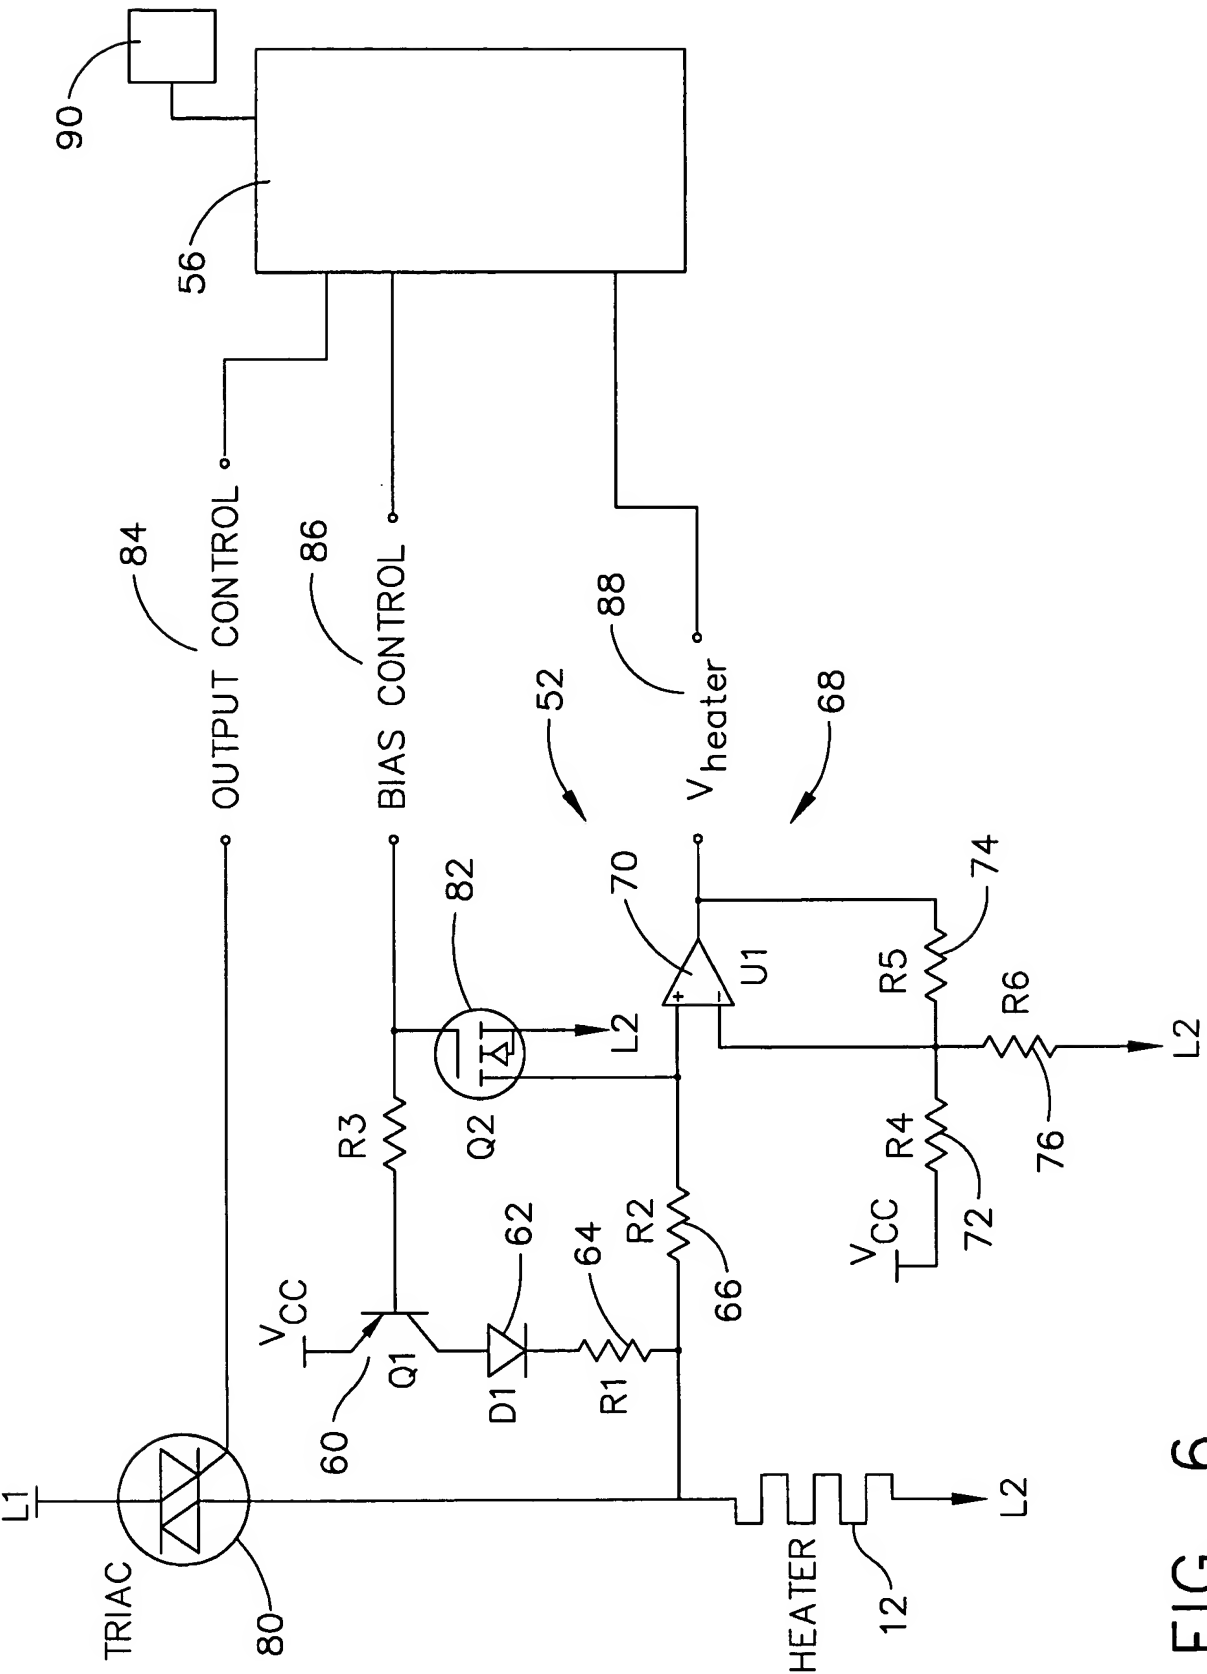 L1
TRIAC
80
OUTPUT CONTROL
84
90
56
VCC
60
Q1
R3
BIAS CONTROL
86
D1
62
Q2
82
L2
R1
64
R2
66
70
U1
52
Vheater
88
68
HEATER
12
L2
VCC
R4
72
R5
74
R6
76
L2
FIG. 6